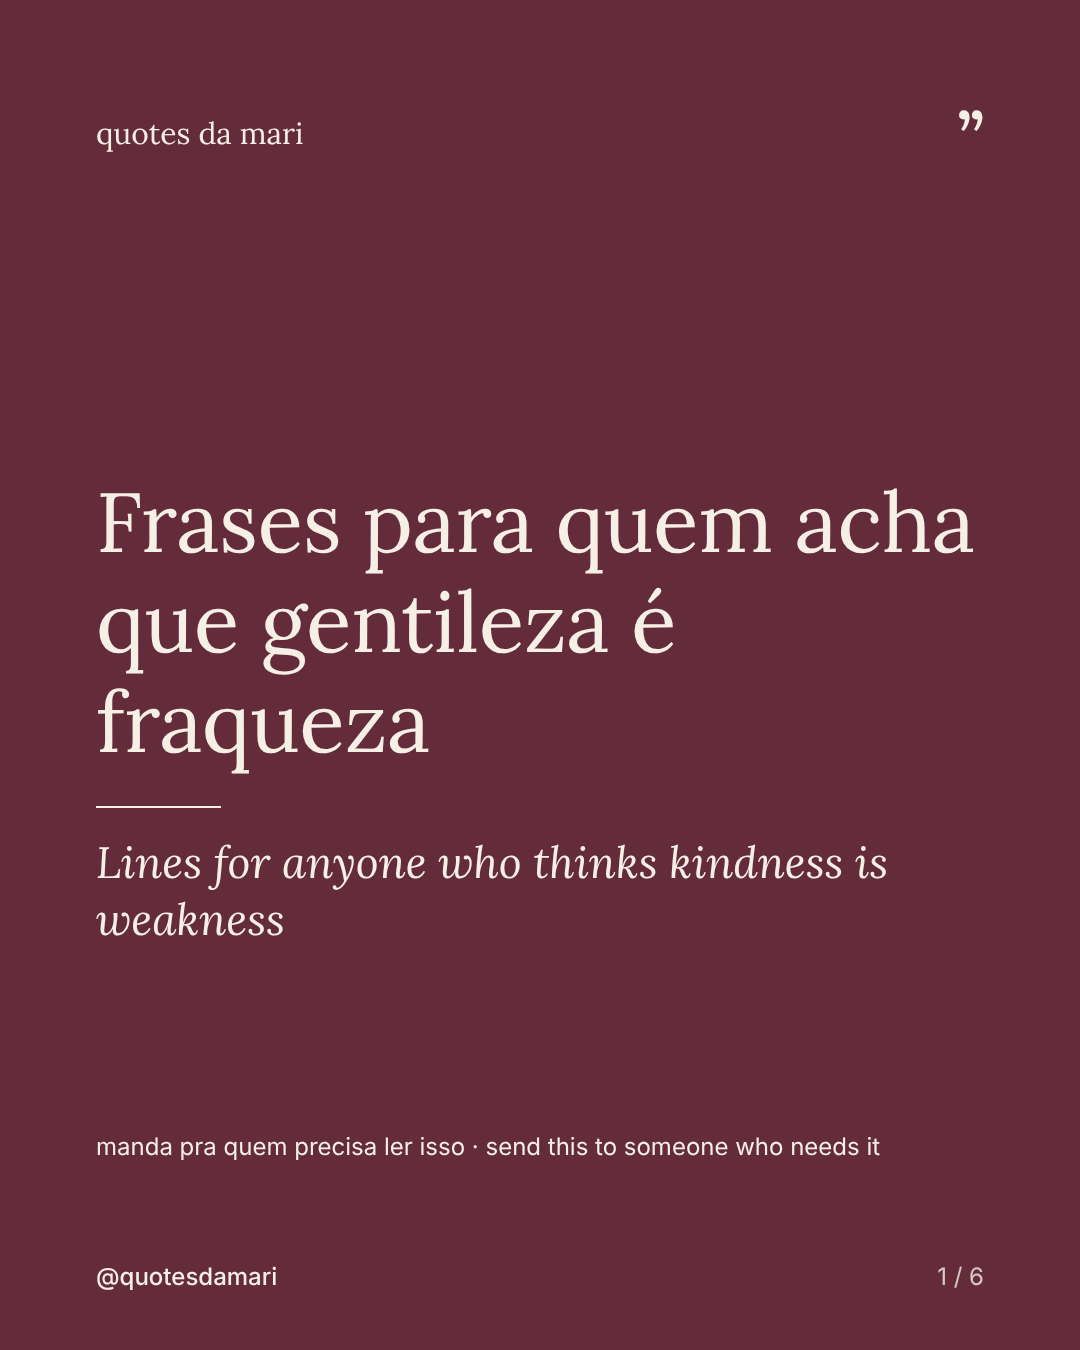 quotes da mari
”
Frases para quem acha
que gentileza é
fraqueza
Lines for anyone who thinks kindness is
weakness
manda pra quem precisa ler isso · send this to someone who needs it
@quotesdamari
1 / 6